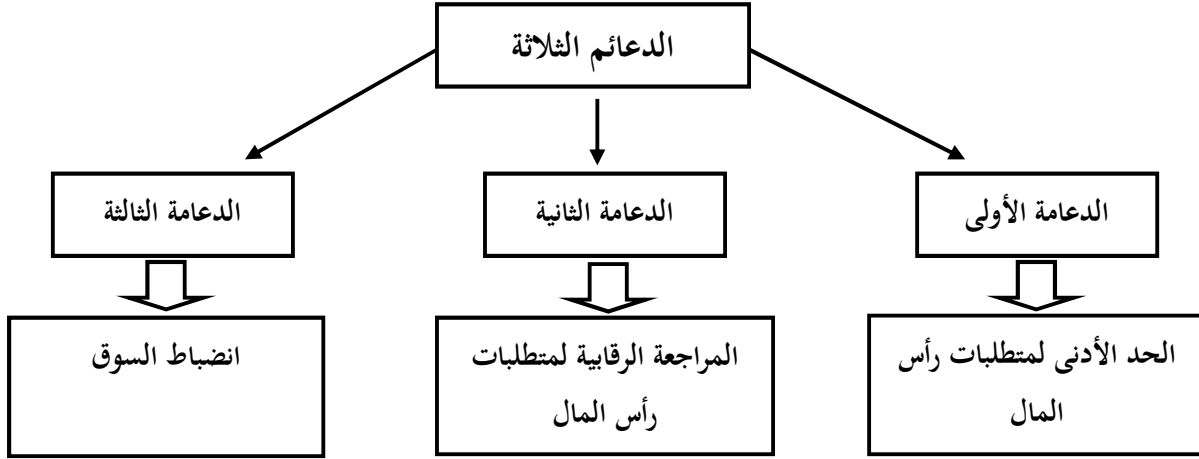 الدعائم الثلاثة
الدعامة الأولى
الدعامة الثانية
الدعامة الثالثة
الحد الأدنى لمتطلبات رأس
المال
المراجعة الرقابية لمتطلبات
رأس المال
انضباط السوق